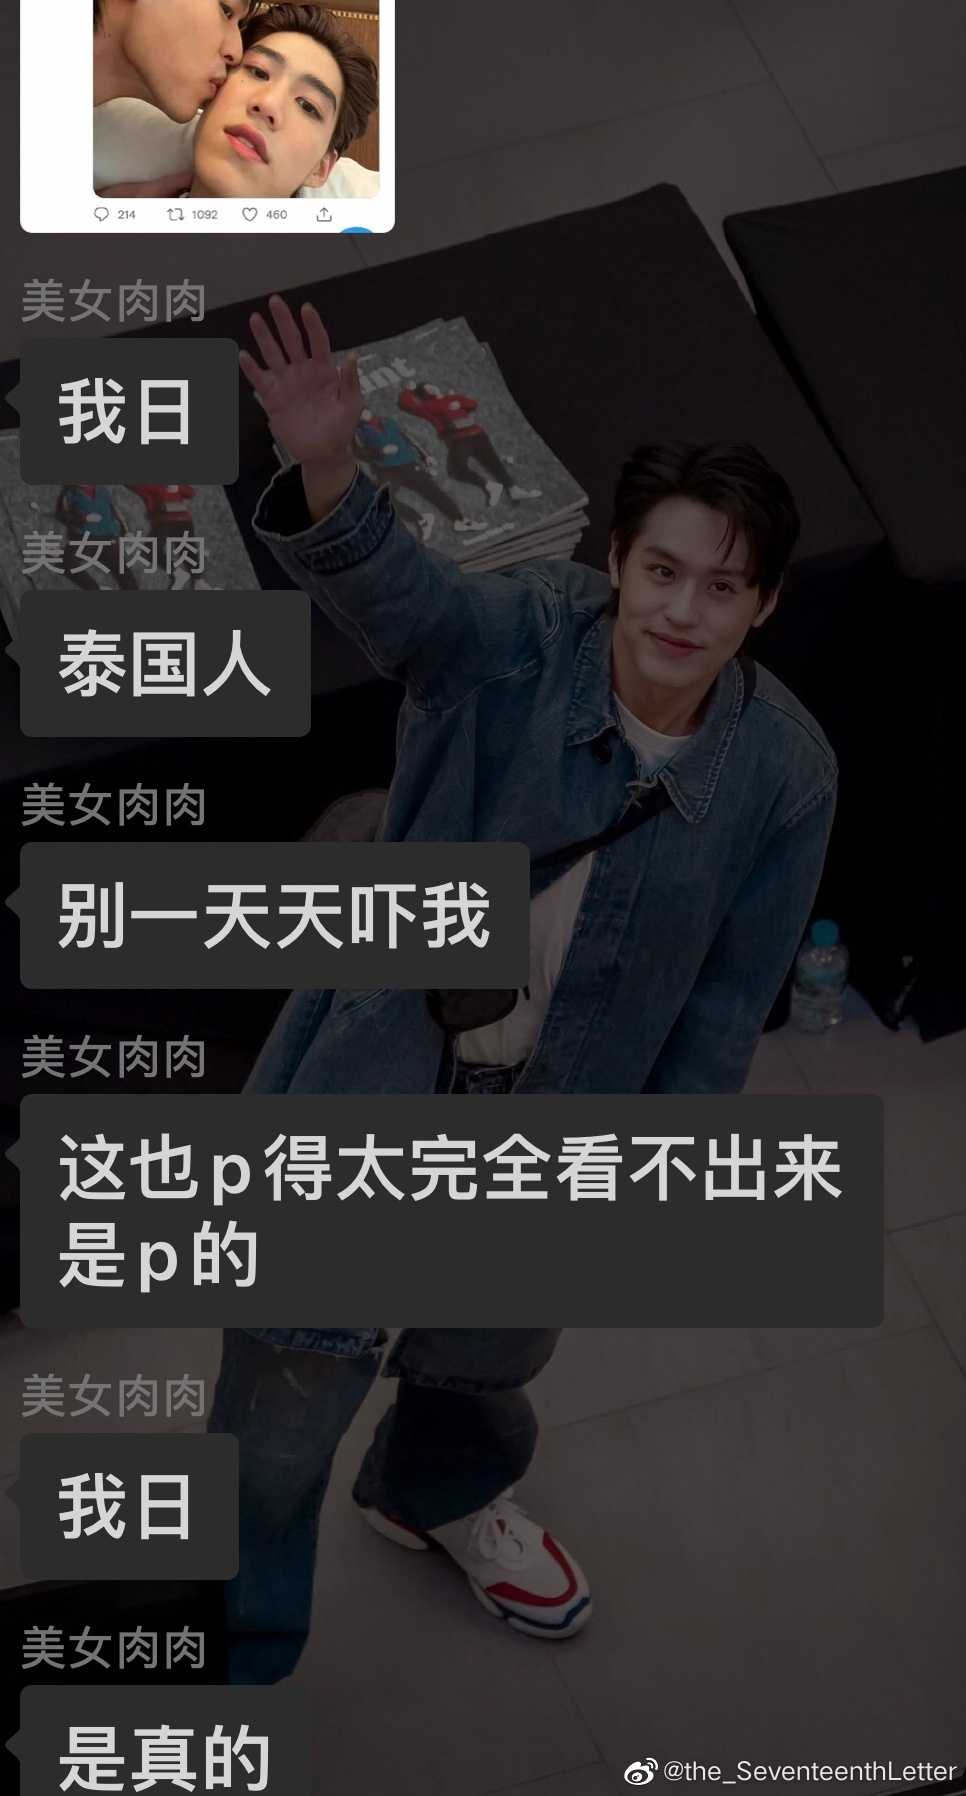 214 1092 460
美女肉肉
我日
美女肉肉
泰国人
美女肉肉
别一天天吓我
美女肉肉
这也p得太完全看不出来
是p的
美女肉肉
我日
美女肉肉
是真的
@the_SeventeenthLetter